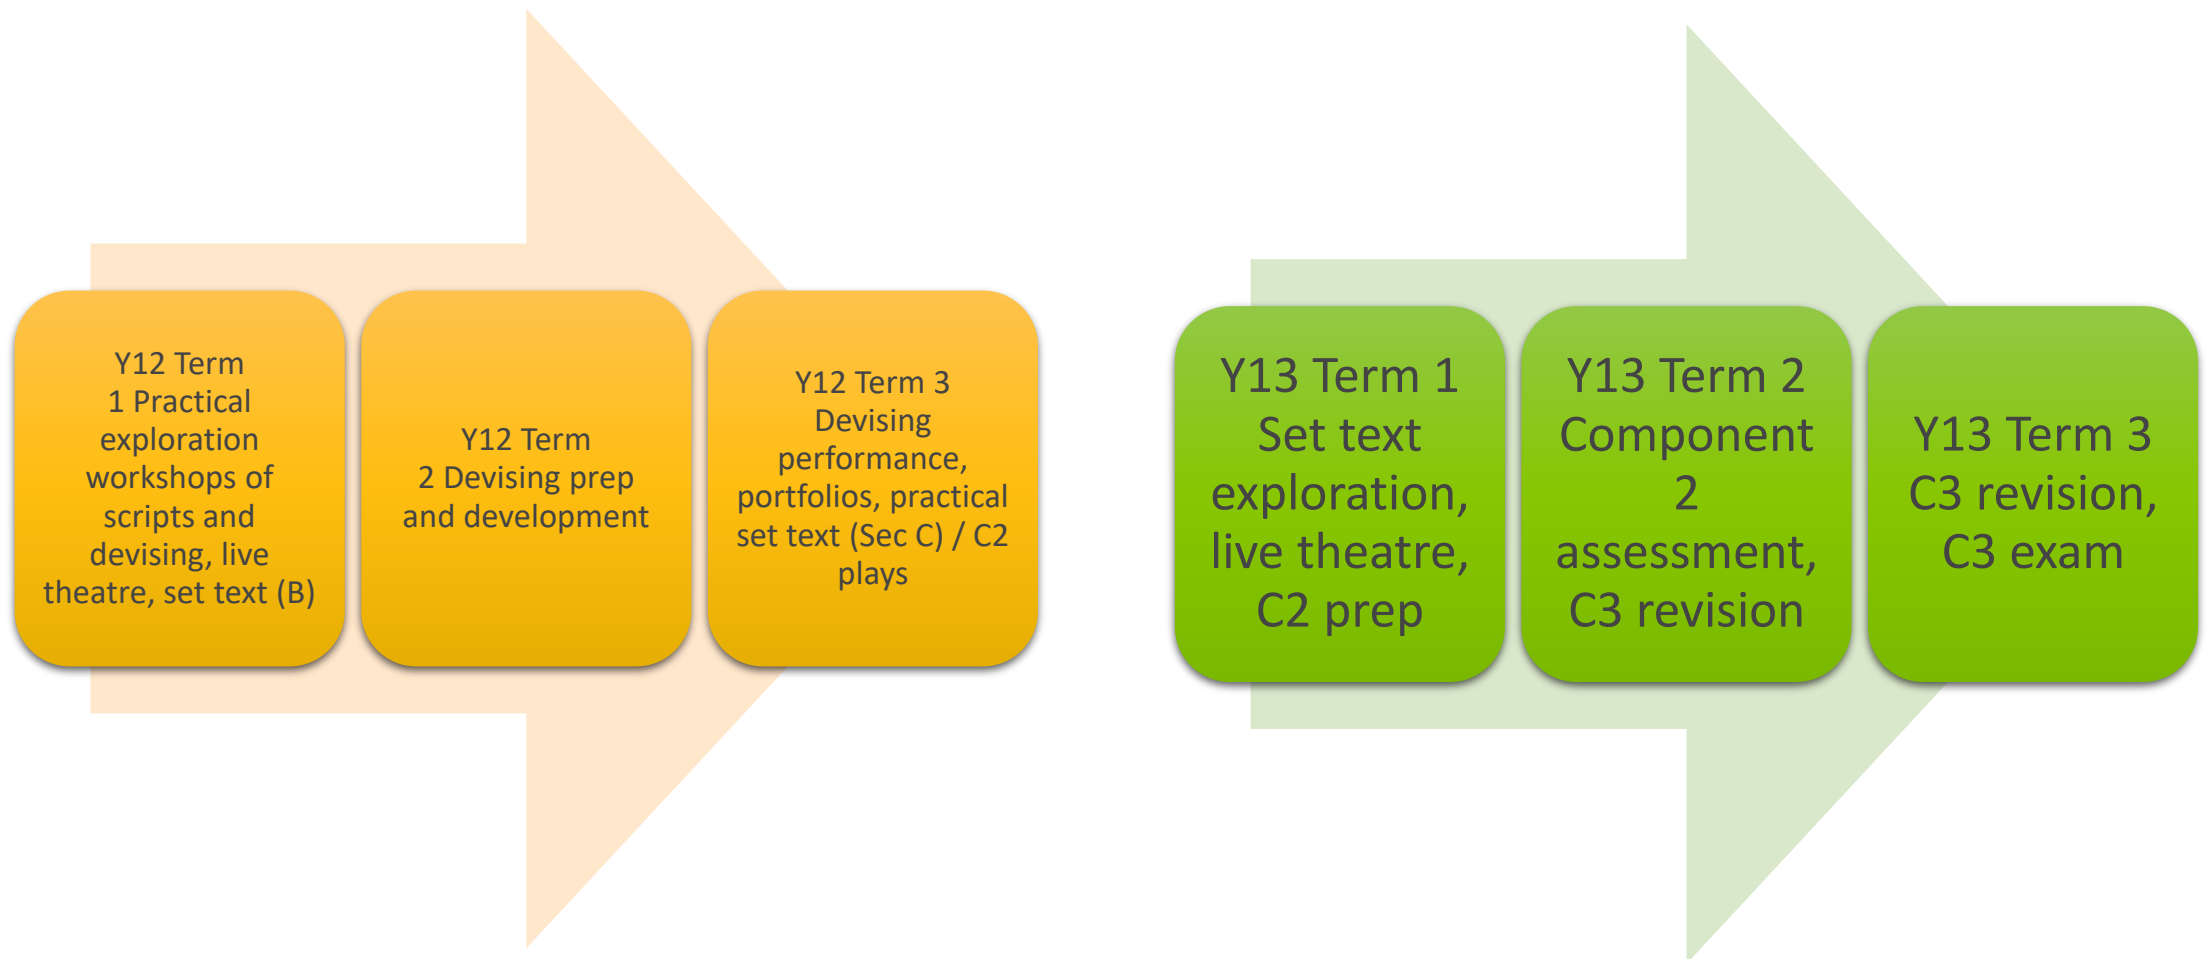 Y12 Term
1 Practical
exploration
workshops of
scripts and
devising, live
theatre, set text (B)
Y12 Term
2 Devising prep
and development
Y12 Term 3
Devising
performance,
portfolios, practical
set text (Sec C) / C2
plays
Y13 Term 1
Set text
exploration,
live theatre,
C2 prep
Y13 Term 2
Component
2
assessment,
C3 revision
Y13 Term 3
C3 revision,
C3 exam